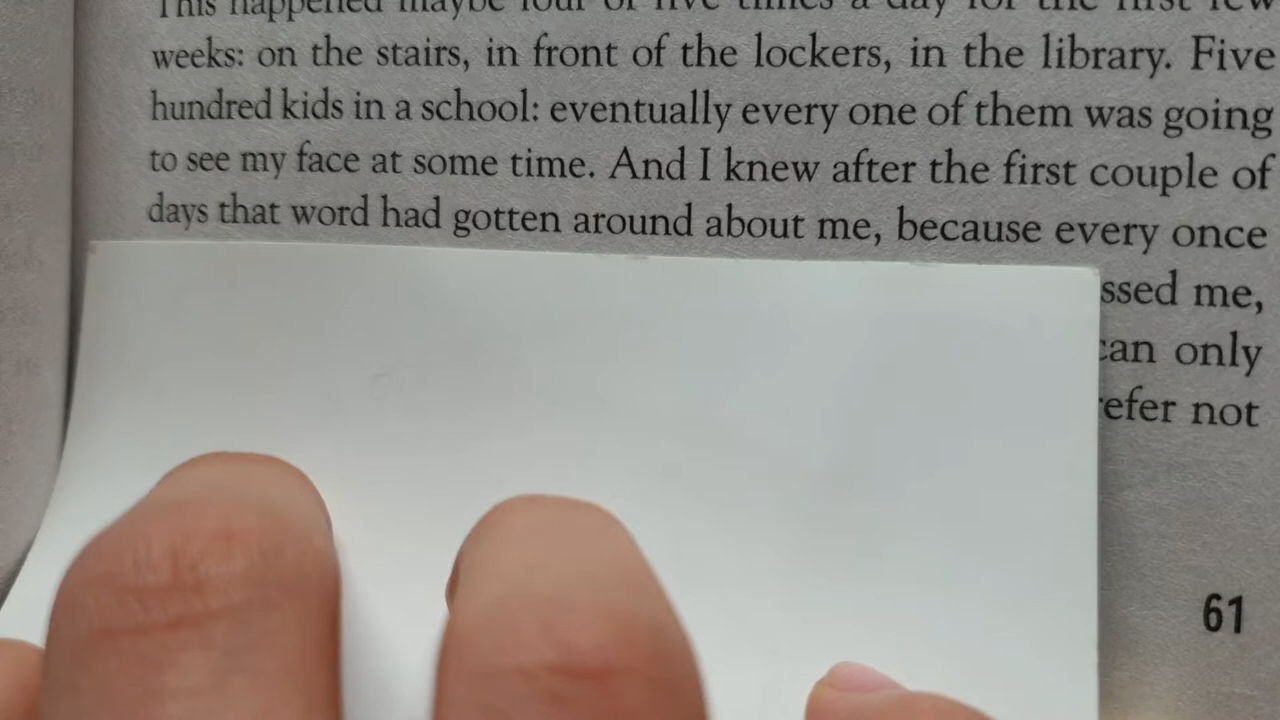 This happened maybe four or five times a day for the first few
weeks: on the stairs, in front of the lockers, in the library. Five
hundred kids in a school: eventually every one of them was going
to see my face at some time. And I knew after the first couple of
days that word had gotten around about me, because every once
ssed me,
can only
efer not
61